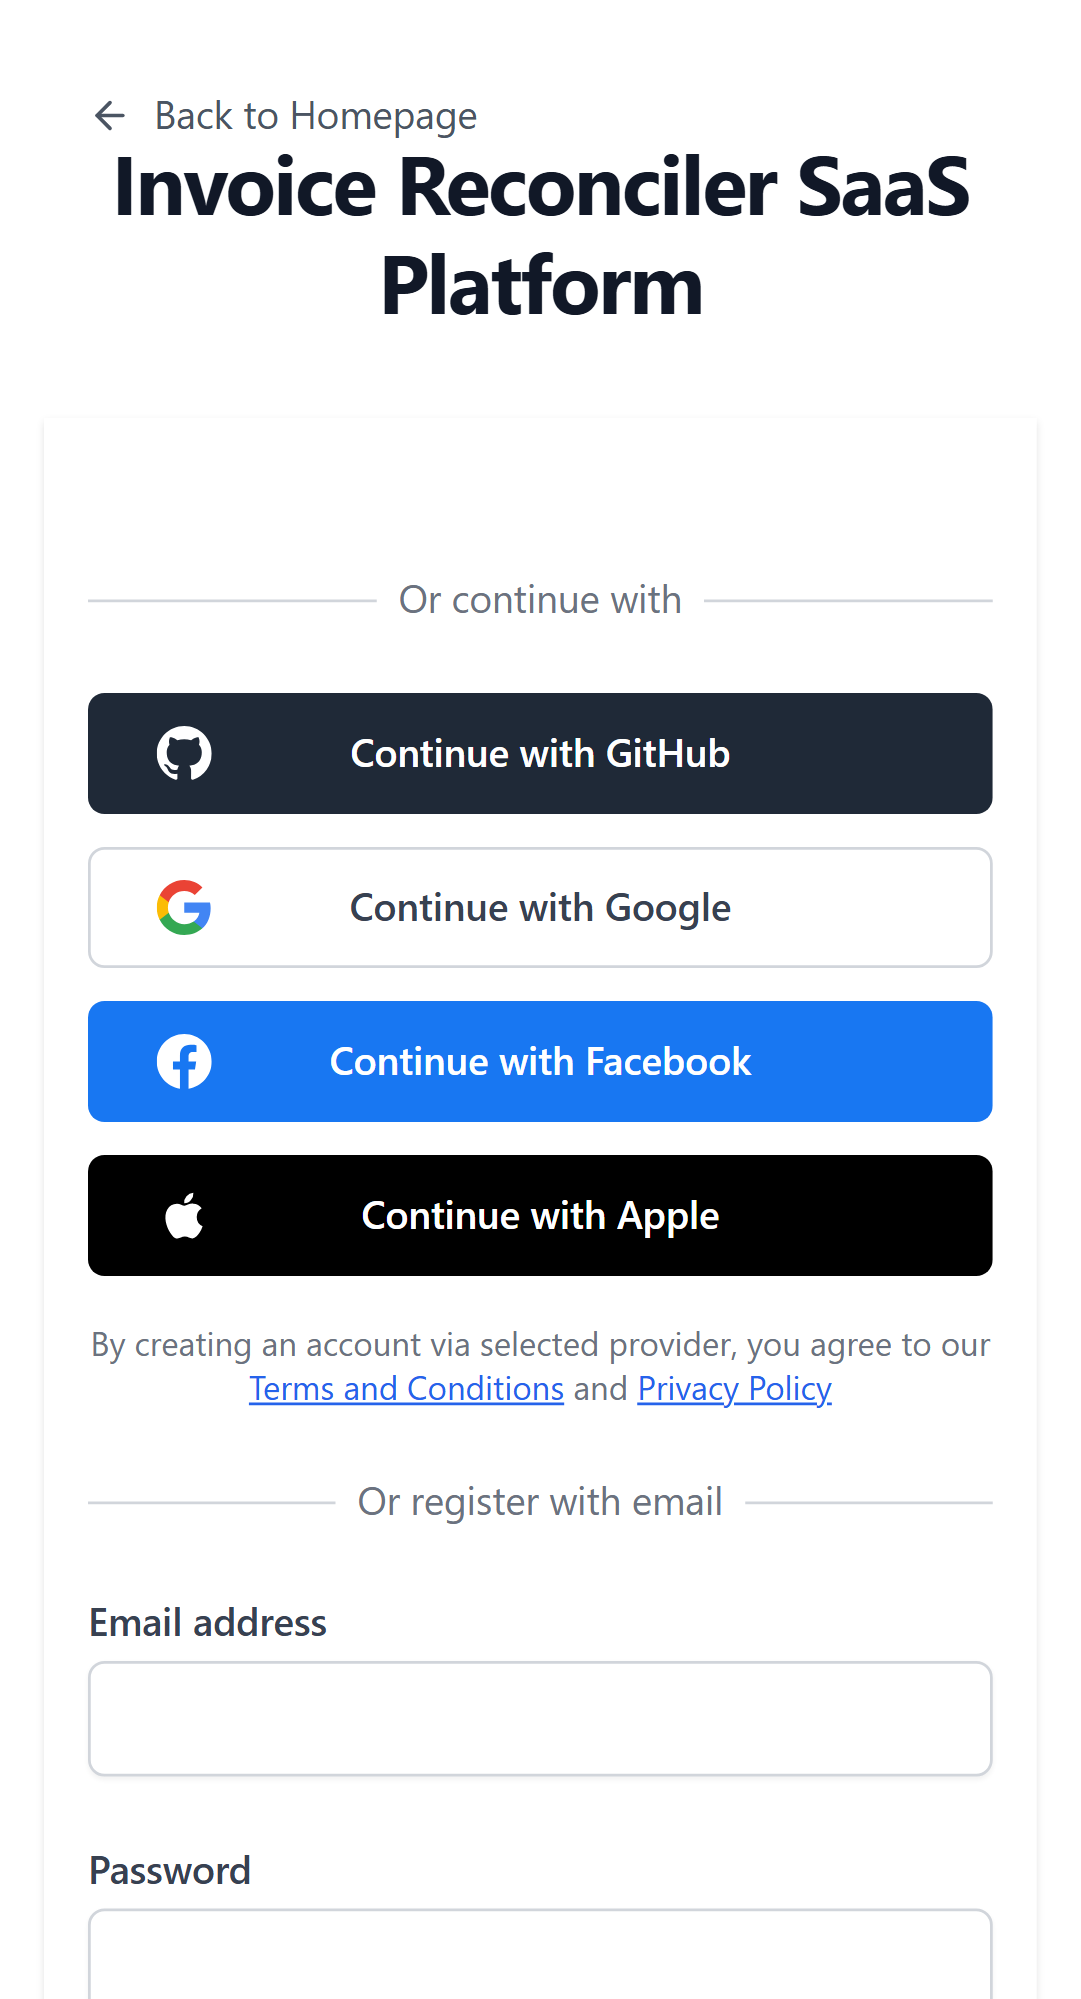 Back to Homepage
Invoice Reconciler SaaS
Platform
Or continue with
Continue with GitHub
Continue with Google
Continue with Facebook
Continue with Apple
By creating an account via selected provider, you agree to our
Terms and Conditions and Privacy Policy
Or register with email
Email address
Password